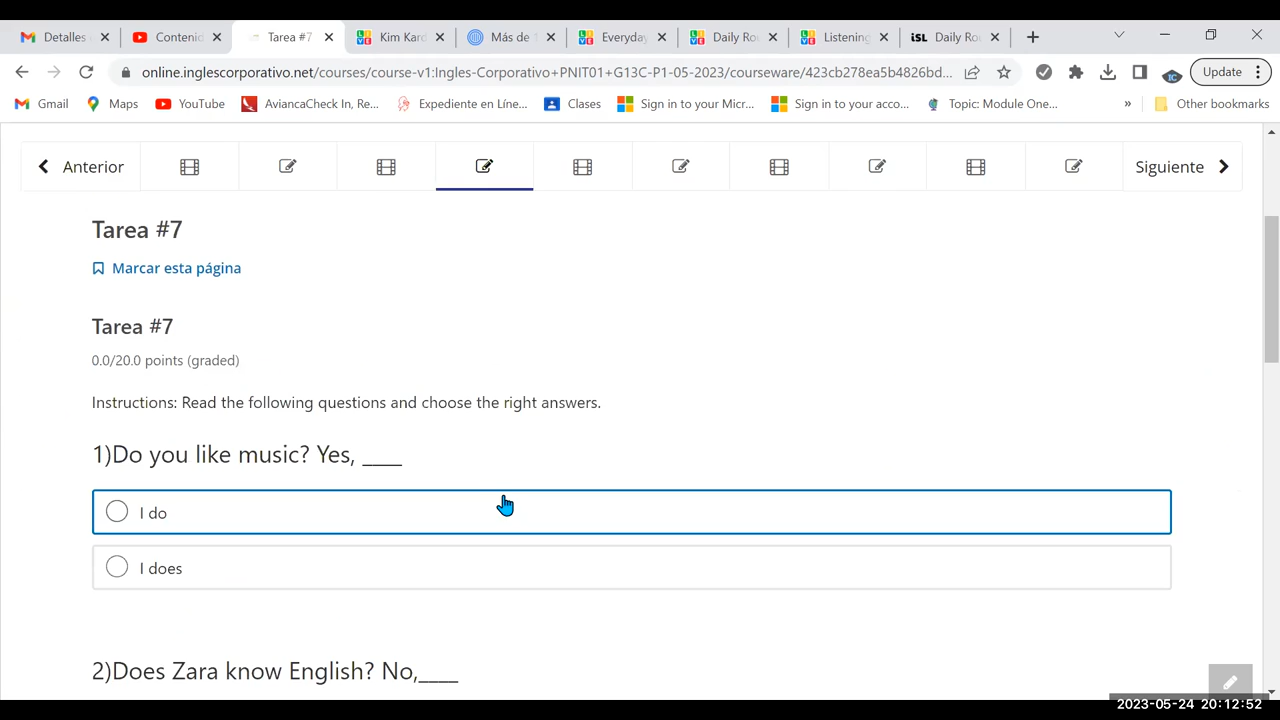 Detalles
Contenid
Tarea #7
Kim Kard
Más de 1
Everyday
Daily Rou
Listening
iSL Daily Rou
online.inglescorporativo.net/courses/course-v1:Ingles-Corporativo+PNIT01+G13C-P1-05-2023/courseware/423cb278ea5b4826bd...
Update
Gmail
Maps
YouTube
AviancaCheck In, Re...
Expediente en Líne...
Clases
Sign in to your Micr...
Sign in to your acco...
Topic: Module One...
»
Other bookmarks
Anterior
Siguiente
Tarea #7
Marcar esta página
Tarea #7
0.0/20.0 points (graded)
Instructions: Read the following questions and choose the right answers.
1)Do you like music? Yes, ____
I do
I does
2)Does Zara know English? No,____
2023-05-24 20:12:52